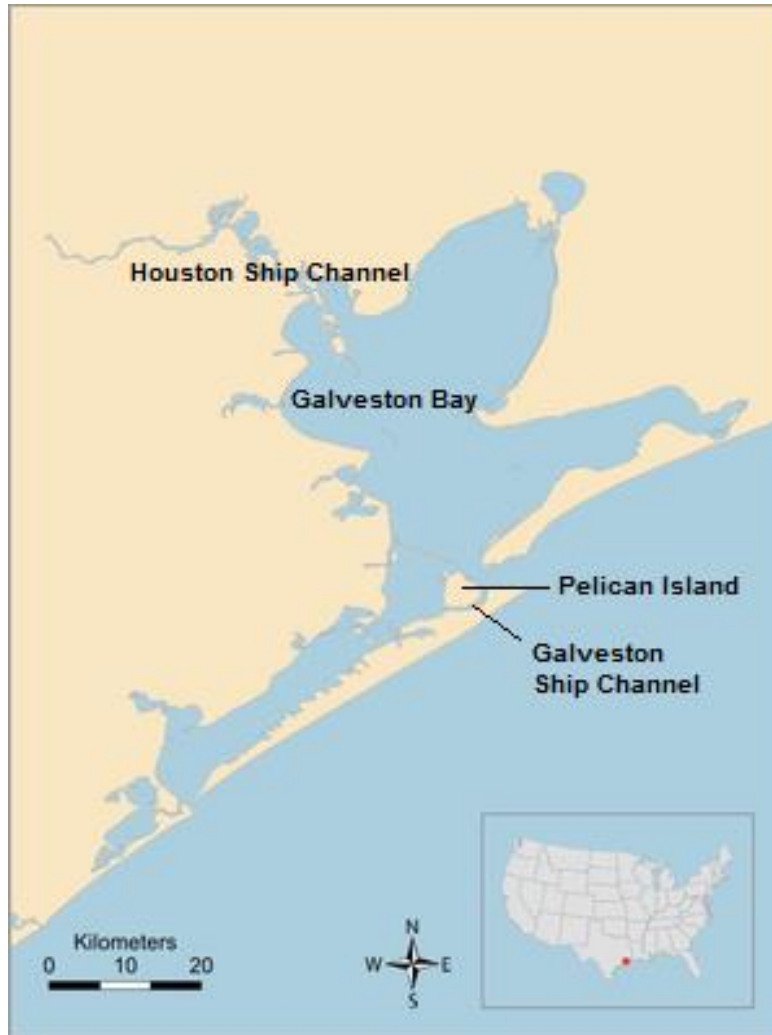 Houston Ship Channel
Galveston Bay
Pelican Island
Galveston
Ship Channel
Kilometers
0 10 20
N
W E
S